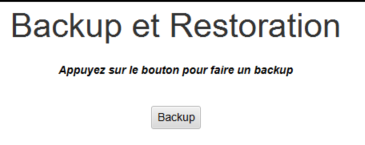 Backup et Restoration
Appuyez sur le bouton pour faire un backup
Backup